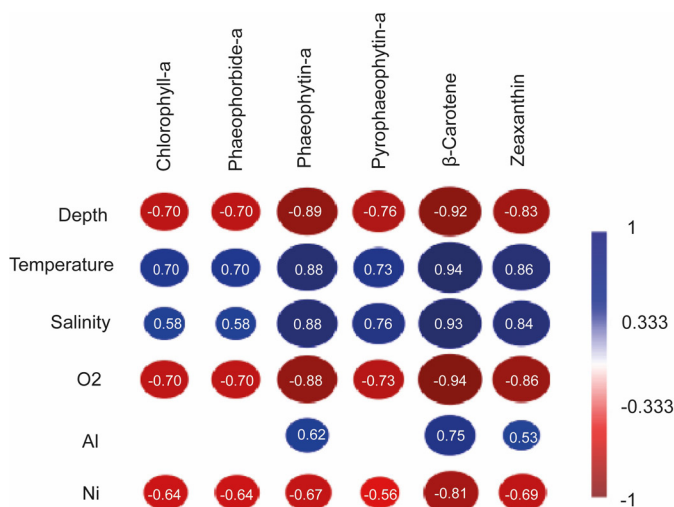 Chlorophyll-a
Phaeophorbide-a
Phaeophytin-a
Pyrophaeophytin-a
β-Carotene
Zeaxanthin
Depth -0.70 -0.70 -0.89 -0.76 -0.92 -0.83
Temperature 0.70 0.70 0.88 0.73 0.94 0.86
Salinity 0.58 0.58 0.88 0.76 0.93 0.84
O2 -0.70 -0.70 -0.88 -0.73 -0.94 -0.86
Al 0.62 0.75 0.53
Ni -0.64 -0.64 -0.67 -0.56 -0.81 -0.69
1
0.333
-0.333
-1